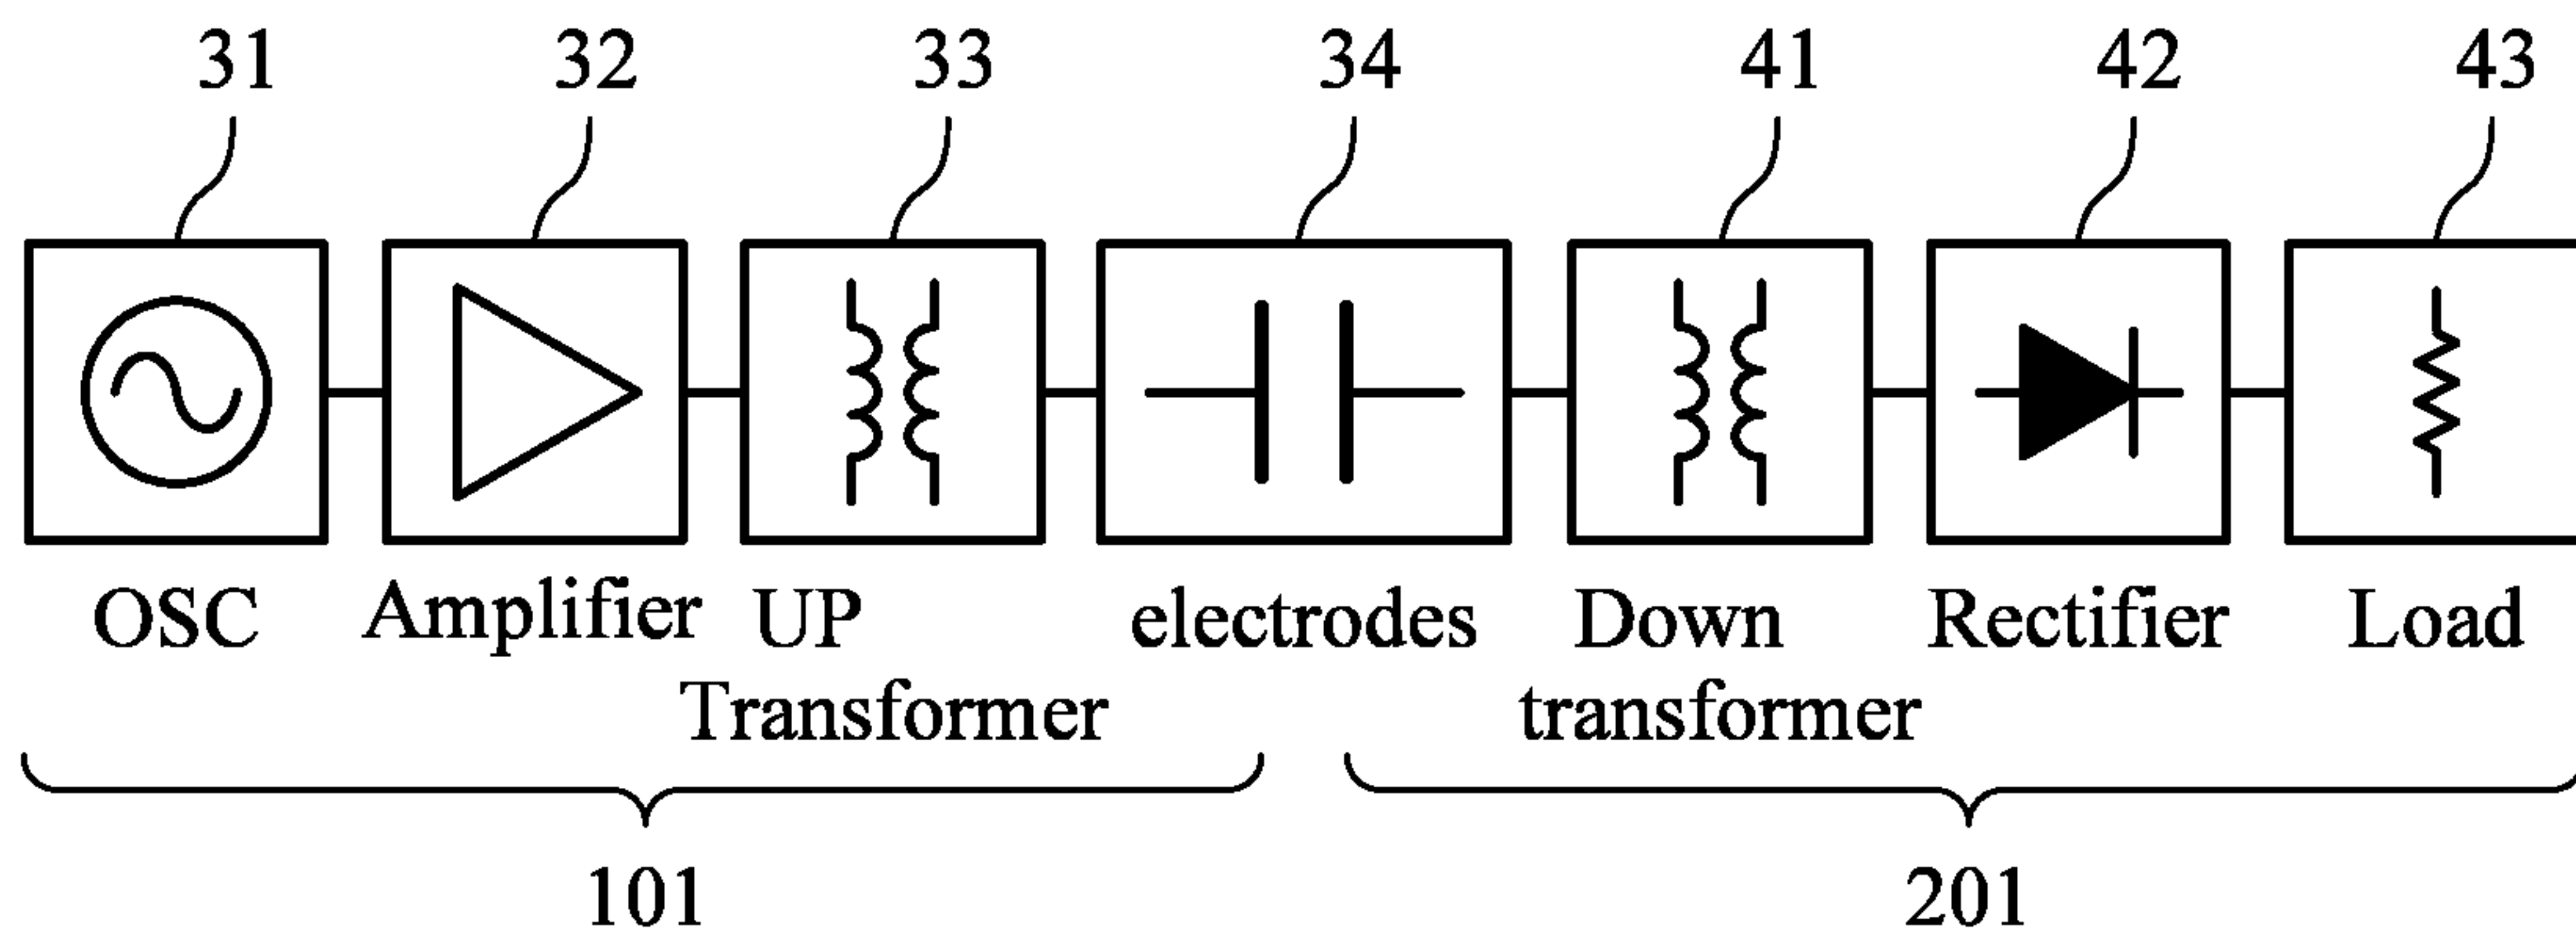 31 32 33 34 41 42 43
OSC Amplifier UP electrodes Down Rectifier Load
Transformer transformer
101 201